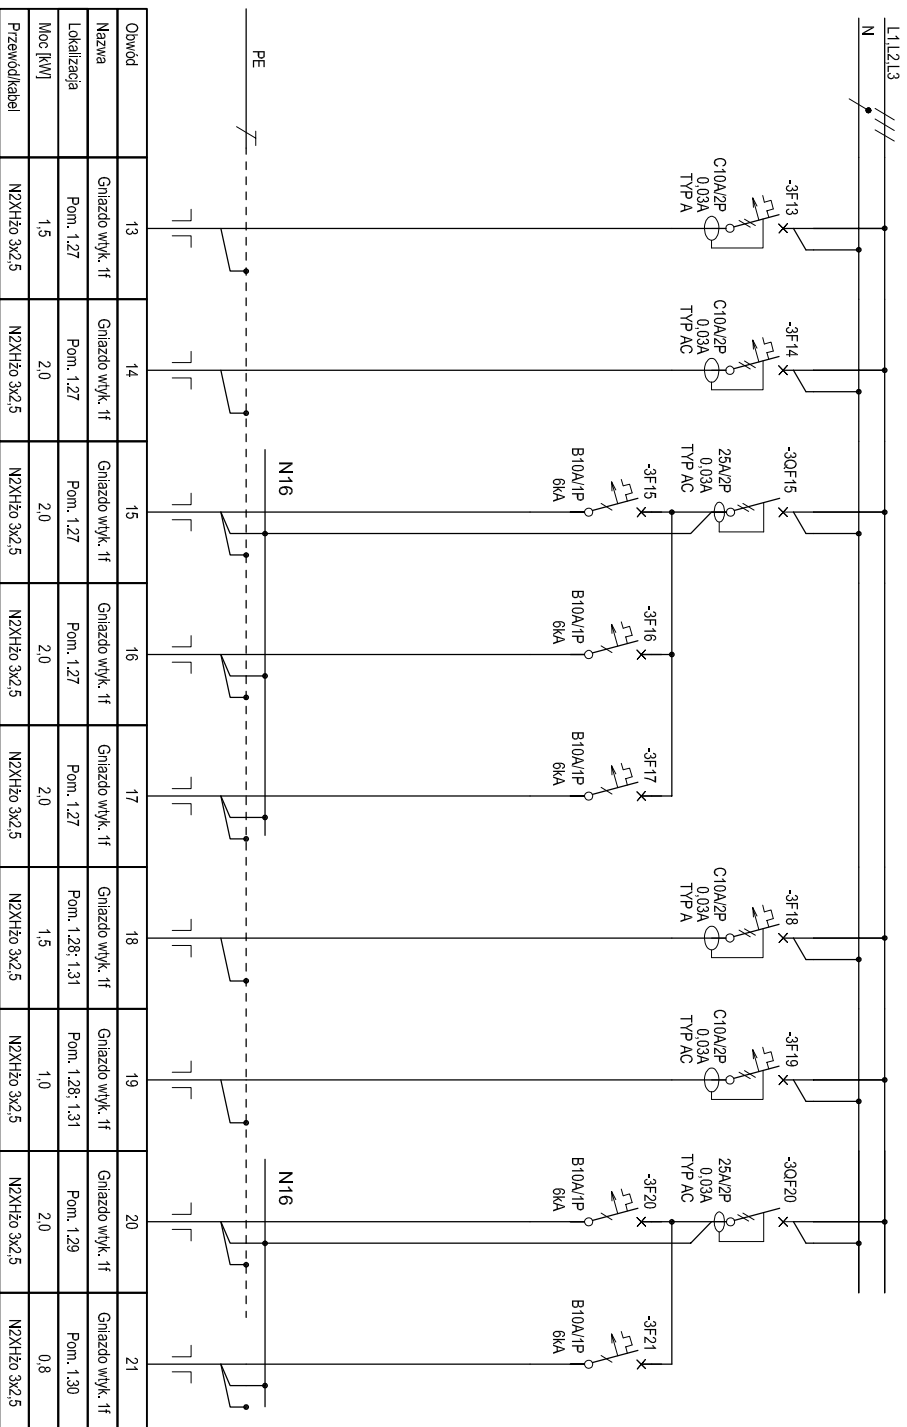 L1,L2,L3
N
-3F13
C10A/2P
0,03A
TYP A
-3F14
C10A/2P
0,03A
TYP AC
-3QF15
25A/2P
0,03A
TYP AC
-3F18
C10A/2P
0,03A
TYP A
-3F19
C10A/2P
0,03A
TYP AC
-3QF20
25A/2P
0,03A
TYP AC
-3F15
B10A/1P
6kA
-3F16
B10A/1P
6kA
-3F17
B10A/1P
6kA
-3F20
B10A/1P
6kA
-3F21
B10A/1P
6kA
N16
N16
PE
Obwód 13 14 15 16 17 18 19 20 21
Nazwa Gniazdo wtyk. 1f Gniazdo wtyk. 1f Gniazdo wtyk. 1f Gniazdo wtyk. 1f Gniazdo wtyk. 1f Gniazdo wtyk. 1f Gniazdo wtyk. 1f Gniazdo wtyk. 1f Gniazdo wtyk. 1f
Lokalizacja Pom. 1.27 Pom. 1.27 Pom. 1.27 Pom. 1.27 Pom. 1.27 Pom. 1.28; 1.31 Pom. 1.28; 1.31 Pom. 1.29 Pom. 1.30
Moc [kW] 1,5 2,0 2,0 2,0 2,0 1,5 1,0 2,0 0,8
Przewód/kabel N2XHżo 3x2,5 N2XHżo 3x2,5 N2XHżo 3x2,5 N2XHżo 3x2,5 N2XHżo 3x2,5 N2XHżo 3x2,5 N2XHżo 3x2,5 N2XHżo 3x2,5 N2XHżo 3x2,5